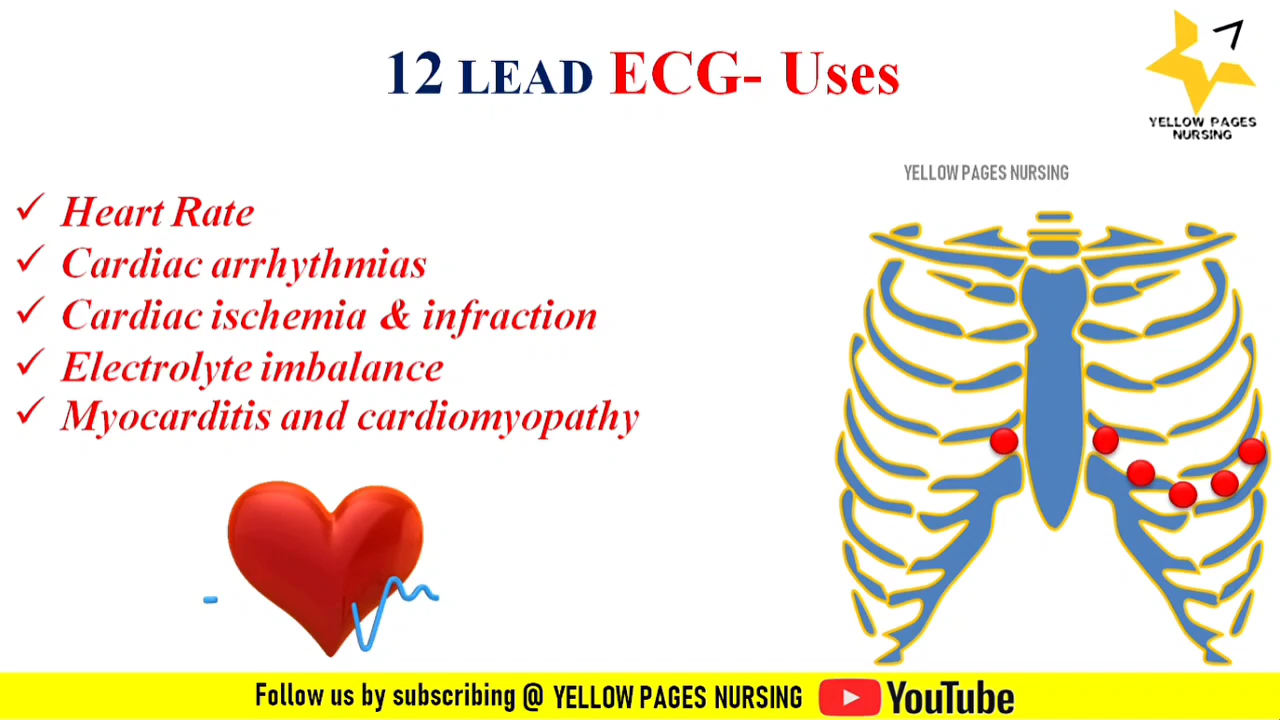 12 LEAD ECG- Uses
YELLOW PAGES
NURSING
YELLOW PAGES NURSING
✓ Heart Rate
✓ Cardiac arrhythmias
✓ Cardiac ischemia & infraction
✓ Electrolyte imbalance
✓ Myocarditis and cardiomyopathy
Follow us by subscribing @ YELLOW PAGES NURSING YouTube